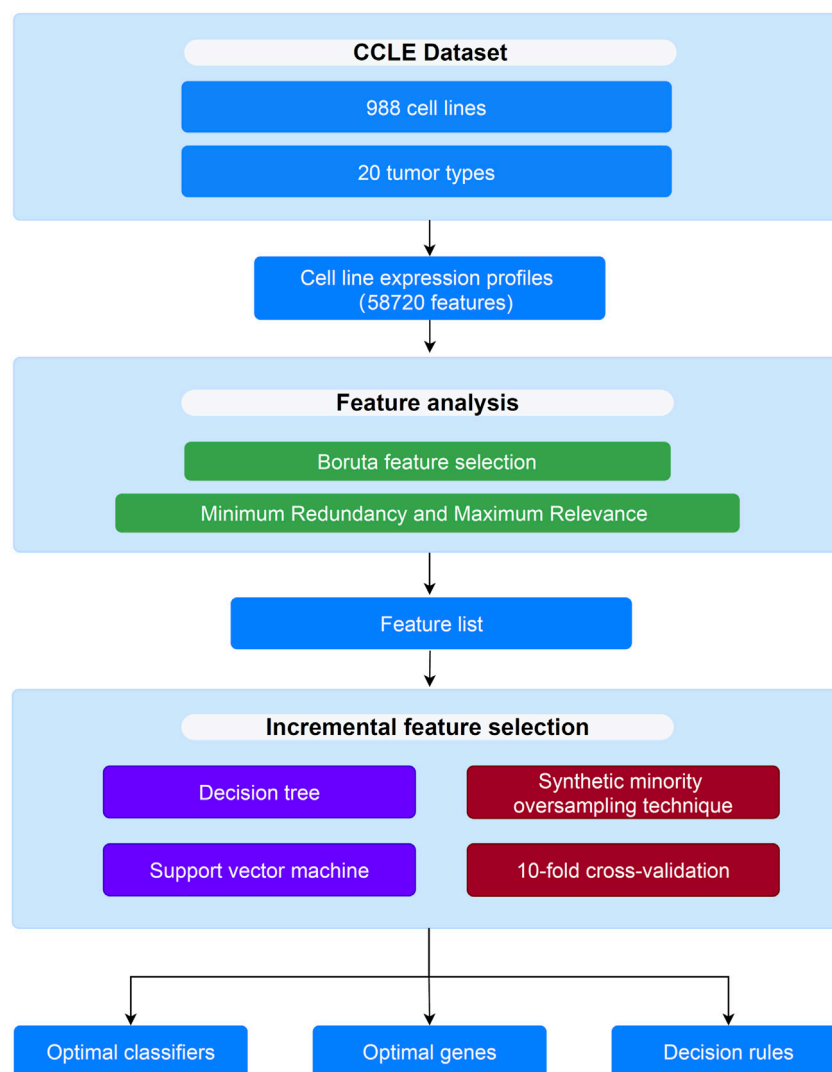 CCLE Dataset
988 cell lines
20 tumor types
Cell line expression profiles
(58720 features)
Feature analysis
Boruta feature selection
Minimum Redundancy and Maximum Relevance
Feature list
Incremental feature selection
Decision tree
Synthetic minority
oversampling technique
Support vector machine
10-fold cross-validation
Optimal classifiers
Optimal genes
Decision rules